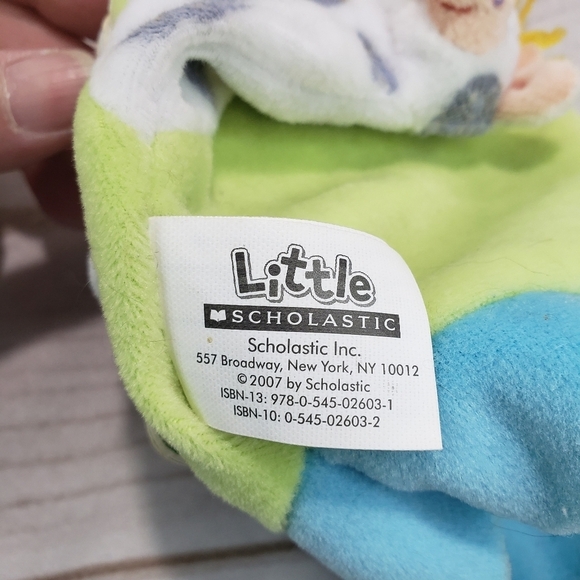 Little
SCHOLASTIC
Scholastic Inc.
557 Broadway, New York, NY 10012
© 2007 by Scholastic
ISBN-13: 978-0-545-02603-1
ISBN-10: 0-545-02603-2